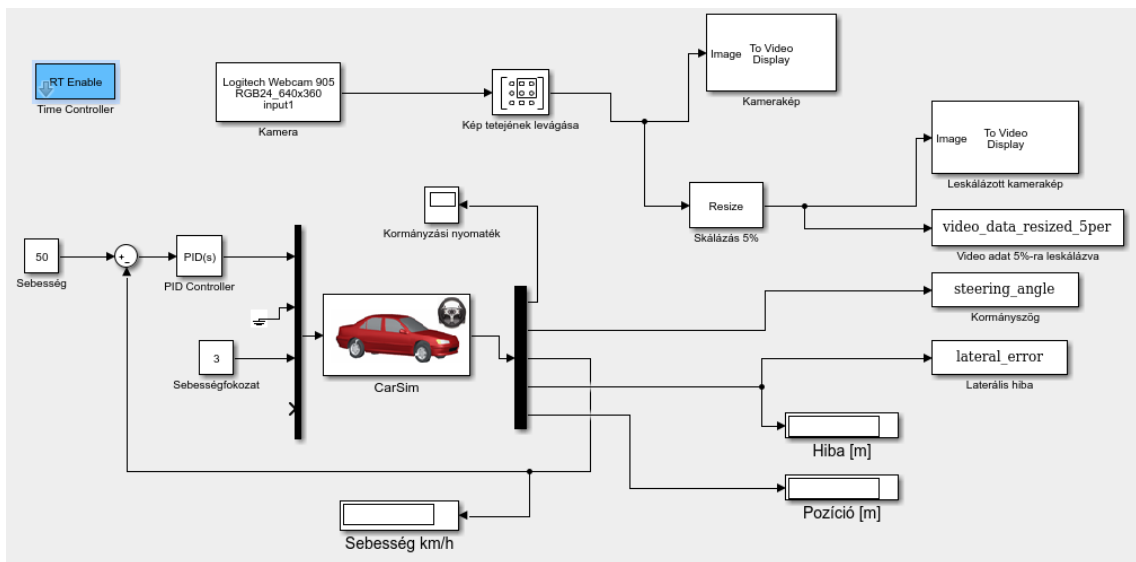 RT Enable
Time Controller
Logitech Webcam 905
RGB24_640x360
input1
Kamera
Kép tetejének levágása
Image
To Video
Display
Kamerakép
Image
To Video
Display
Leskálázott kamerakép
Resize
Skálázás 5%
video_data_resized_5per
Video adat 5%-ra leskálázva
Kormányzási nyomaték
50
Sebesség
+
_
PID(s)
PID Controller
3
Sebességfokozat
CarSim
steering_angle
Kormányszög
lateral_error
Laterális hiba
Hiba [m]
Pozíció [m]
Sebesség km/h